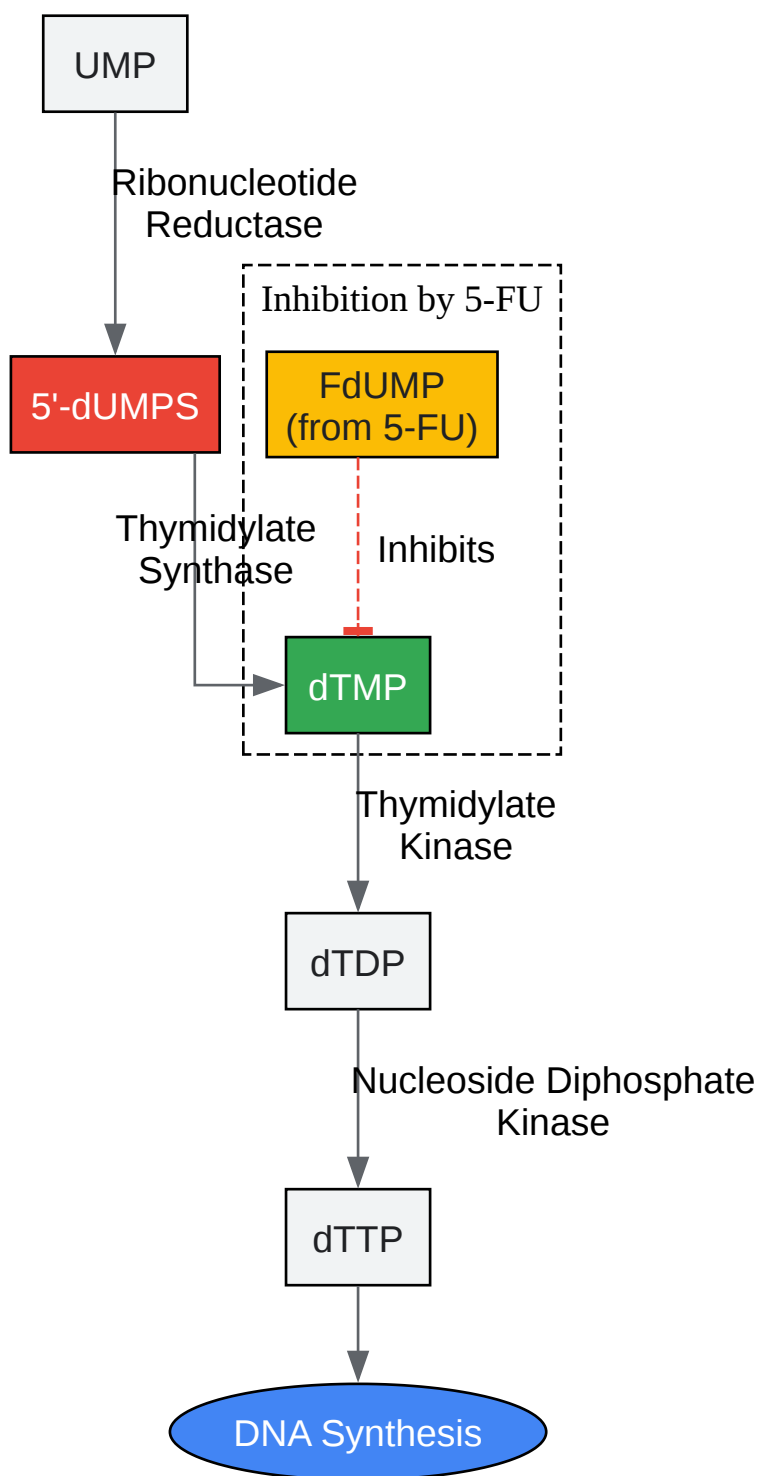 UMP
Ribonucleotide
Reductase
Inhibition by 5-FU
5'-dUMPS
FdUMP
(from 5-FU)
Thymidylate
Synthase
Inhibits
dTMP
Thymidylate
Kinase
dTDP
Nucleoside Diphosphate
Kinase
dTTP
DNA Synthesis